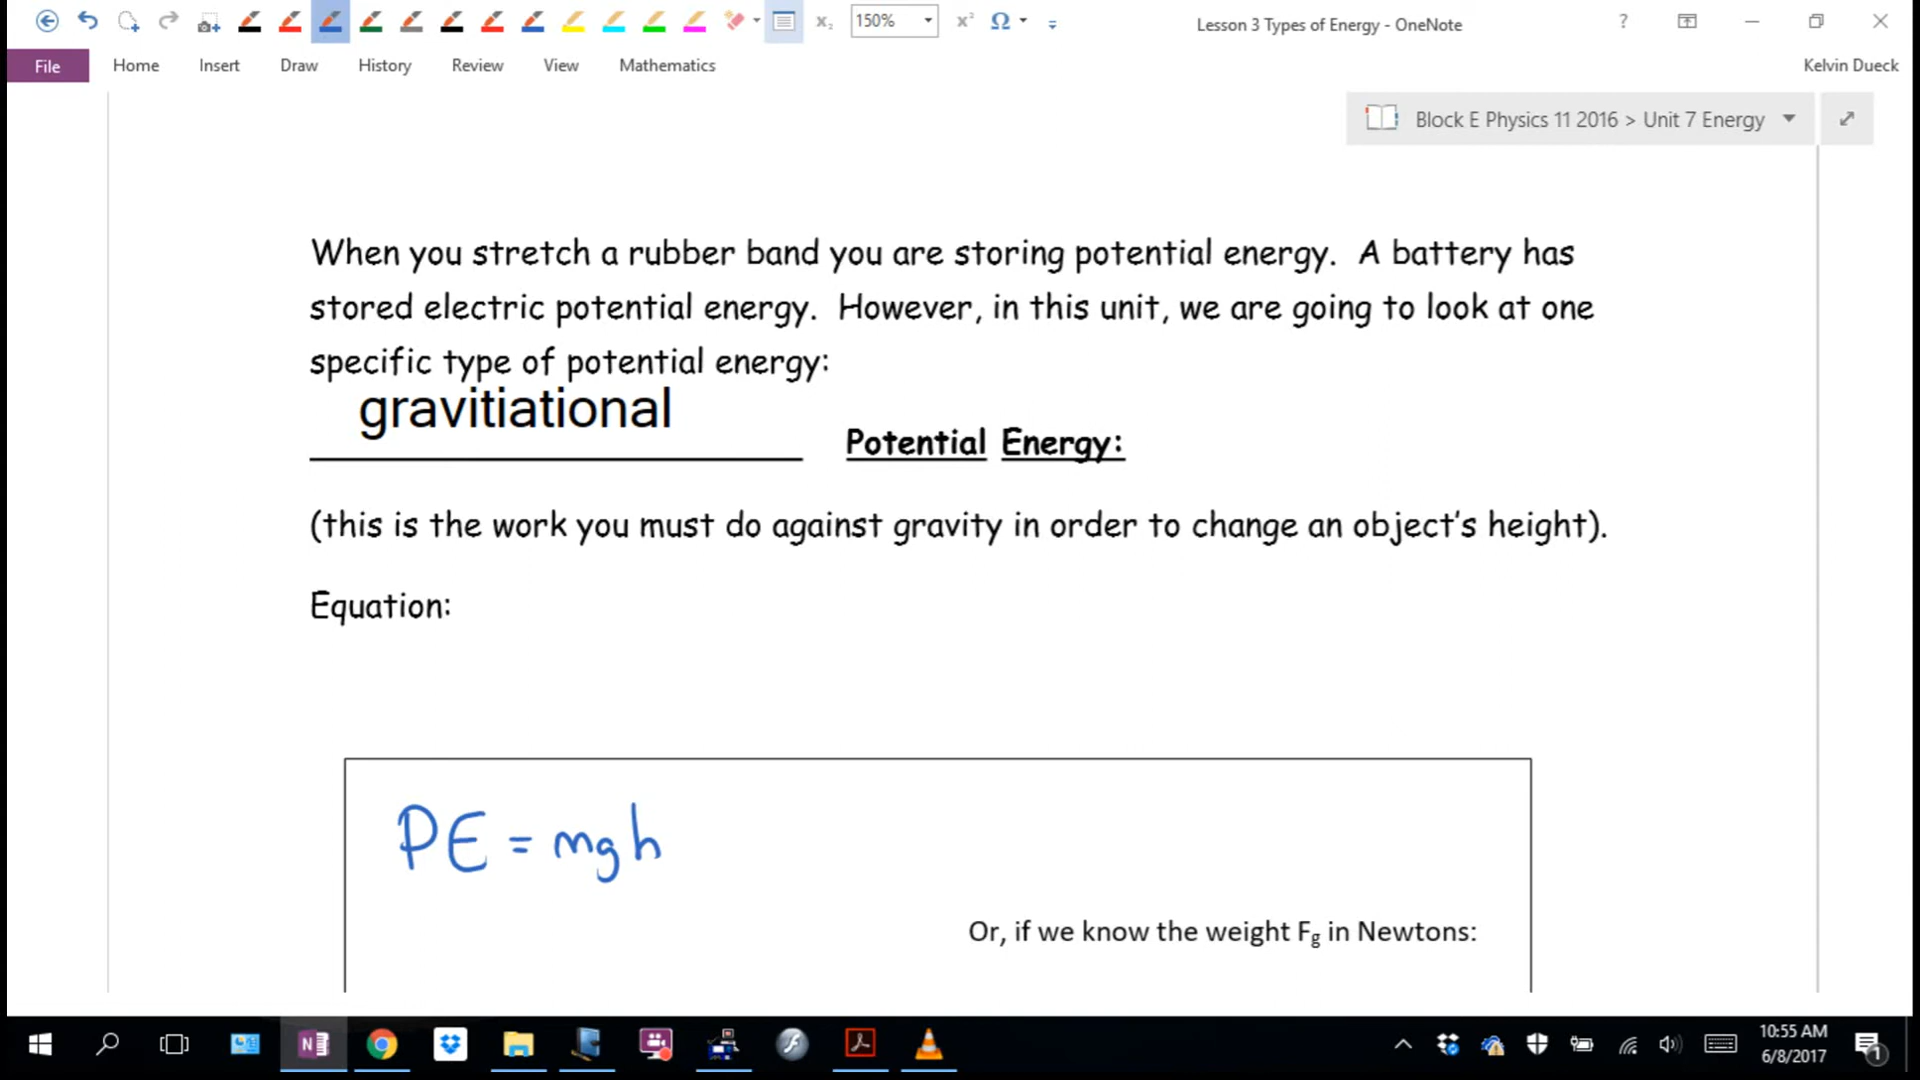 x₂
150%
x²
Ω
Lesson 3 Types of Energy - OneNote
?
File
Home
Insert
Draw
History
Review
View
Mathematics
Kelvin Dueck
Block E Physics 11 2016 > Unit 7 Energy
When you stretch a rubber band you are storing potential energy. A battery has
stored electric potential energy. However, in this unit, we are going to look at one
specific type of potential energy:
gravitiational
Potential Energy:
(this is the work you must do against gravity in order to change an object's height).
Equation:
PE = mgh
Or, if we know the weight Fg in Newtons:
N
10:55 AM
6/8/2017
1